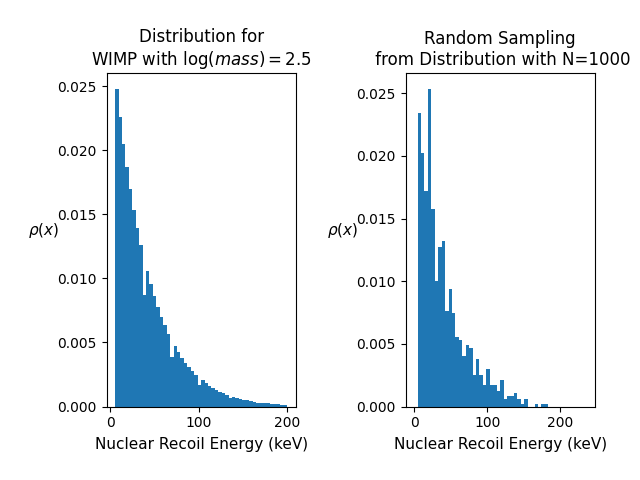 Distribution for
WIMP with log(mass) = 2.5
0.025
0.020
0.015
0.010
0.005
0.000
ρ(x)
0
100
200
Nuclear Recoil Energy (keV)
Random Sampling
from Distribution with N=1000
0.025
0.020
0.015
0.010
0.005
0.000
ρ(x)
0
100
200
Nuclear Recoil Energy (keV)